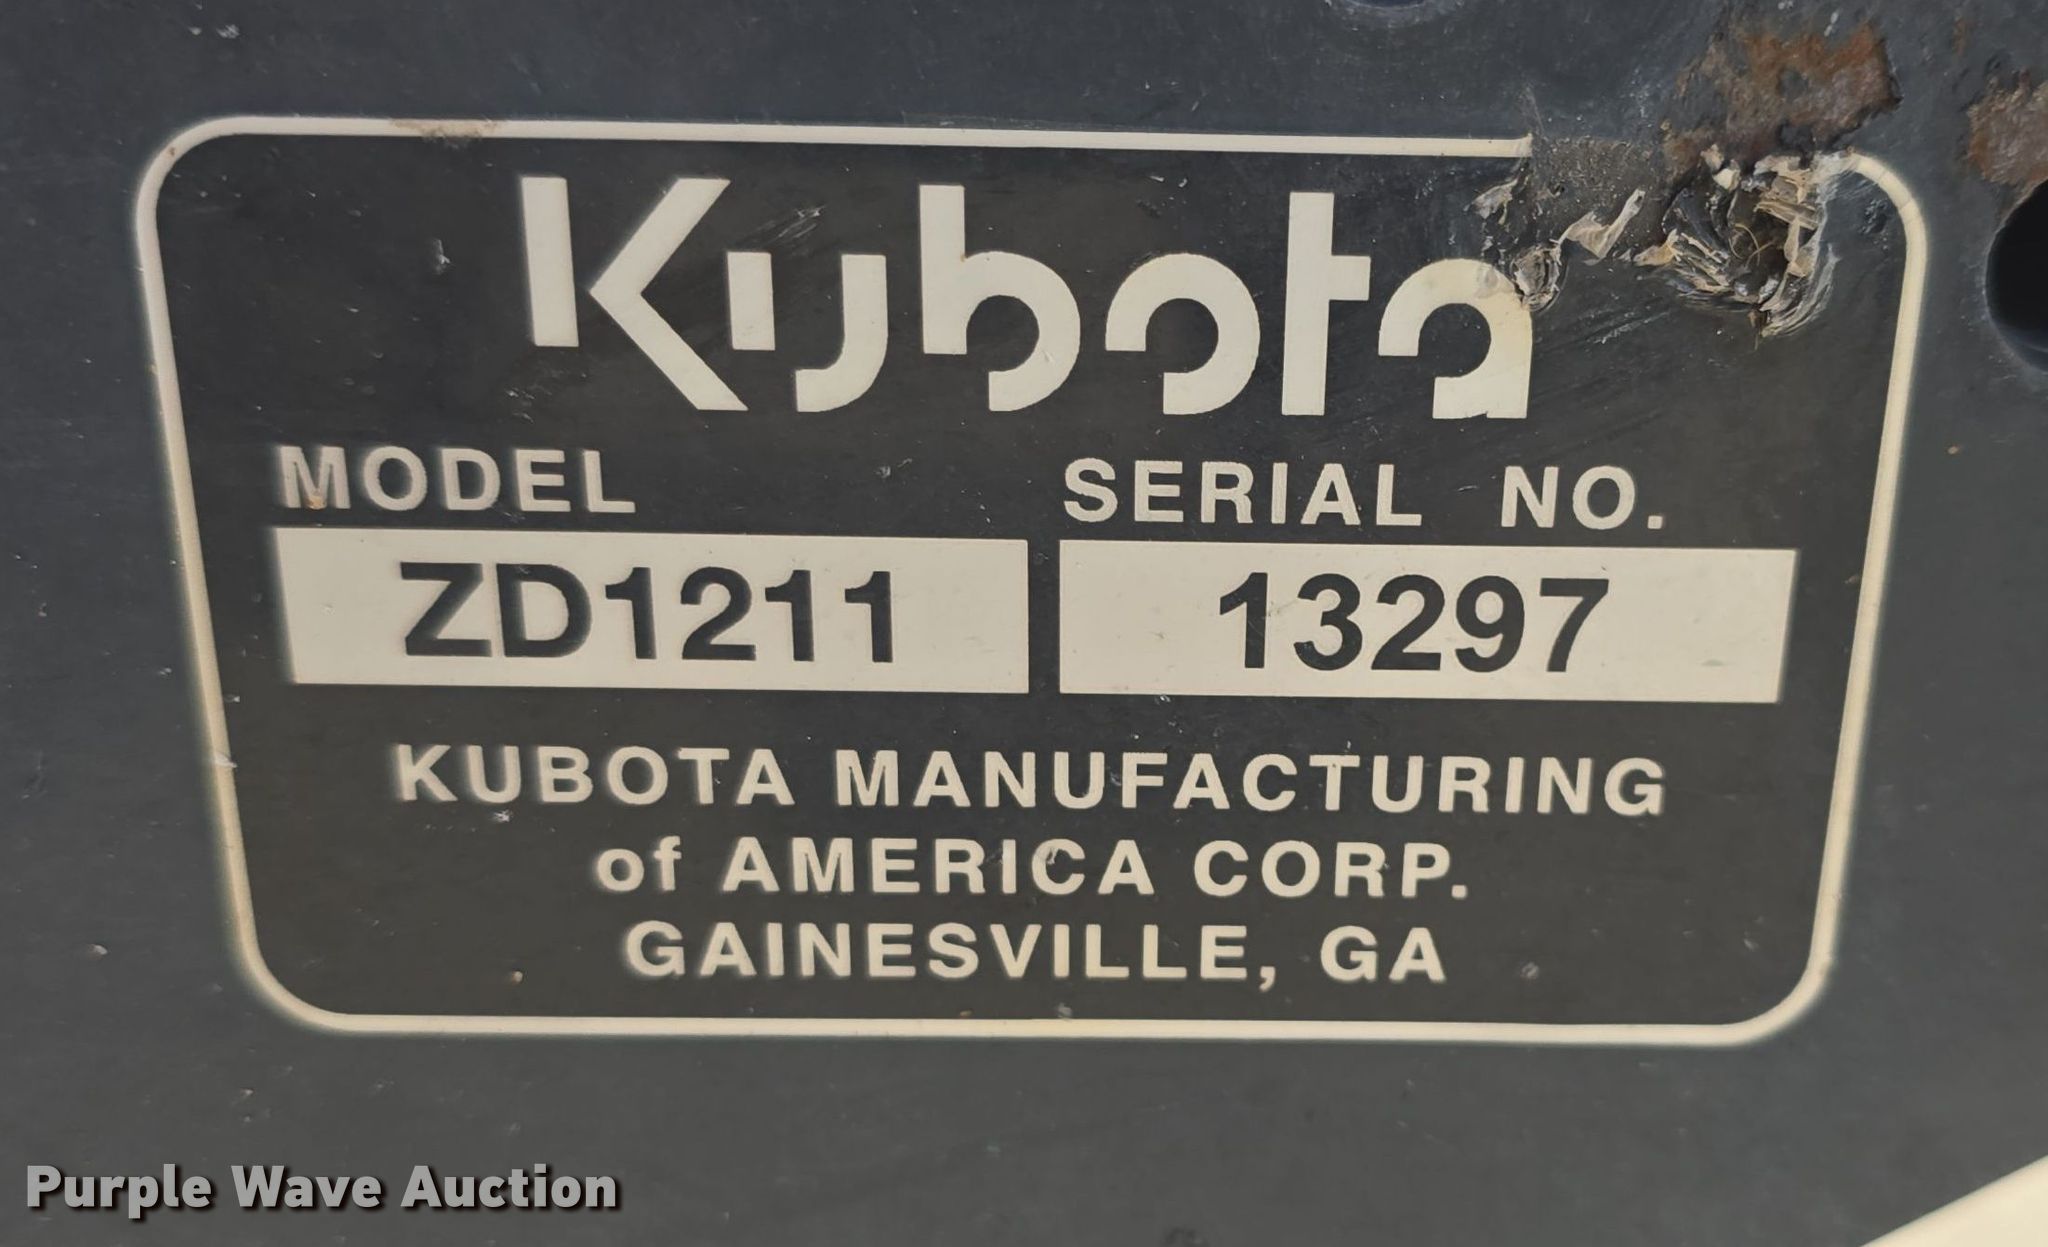 Kubota
MODEL SERIAL NO.
ZD1211 13297
KUBOTA MANUFACTURING
of AMERICA CORP.
GAINESVILLE, GA
Purple Wave Auction